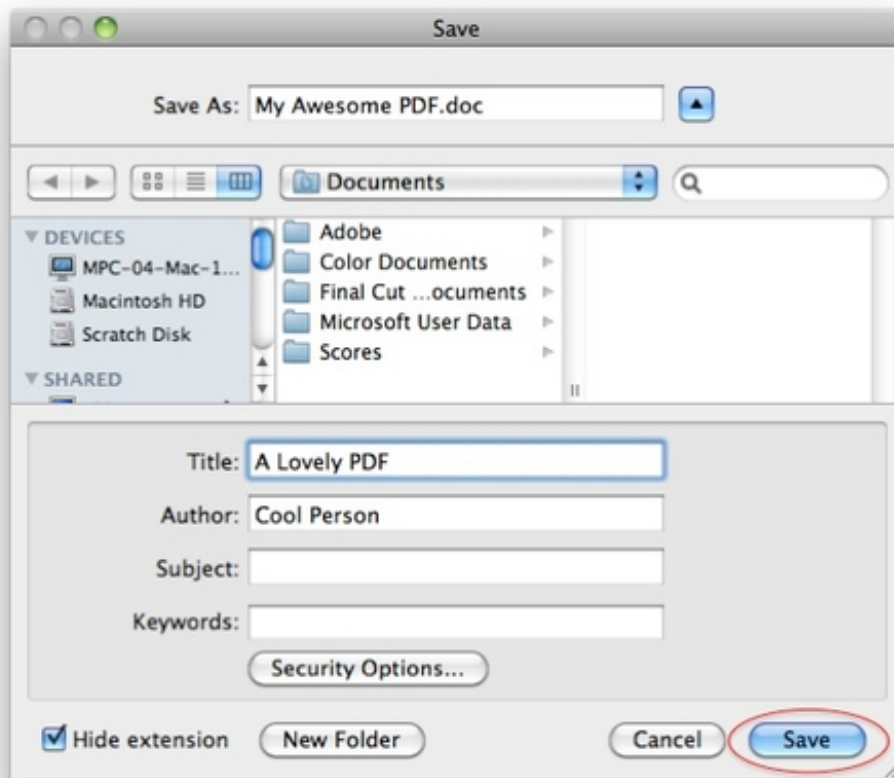 Save
Save As: My Awesome PDF.doc
Documents
DEVICES
MPC-04-Mac-1...
Macintosh HD
Scratch Disk
SHARED
Adobe
Color Documents
Final Cut ...ocuments
Microsoft User Data
Scores
Title: A Lovely PDF
Author: Cool Person
Subject:
Keywords:
Security Options...
Hide extension New Folder Cancel Save